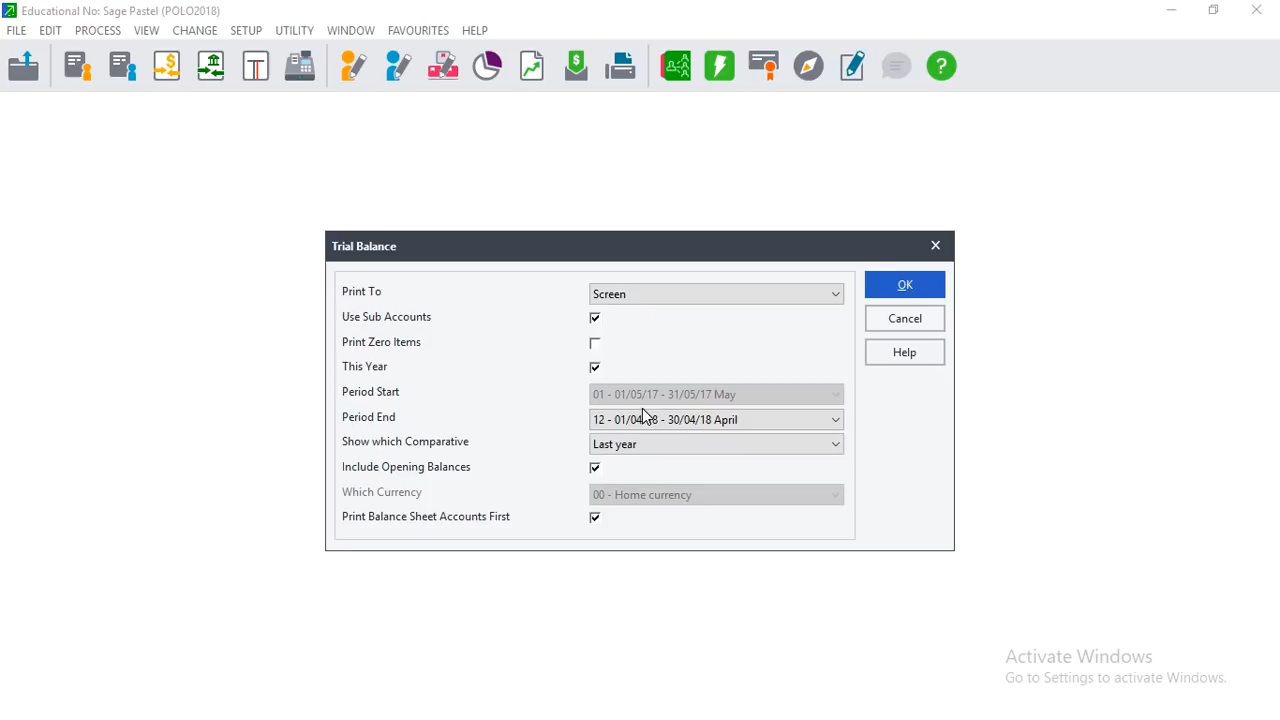 Educational No: Sage Pastel (POLO2018)
FILE EDIT PROCESS VIEW CHANGE SETUP UTILITY WINDOW FAVOURITES HELP
Trial Balance
Print To Screen OK
Use Sub Accounts Cancel
Print Zero Items Help
This Year
Period Start 01 - 01/05/17 - 31/05/17 May
Period End 12 - 01/04 8 - 30/04/18 April
Show which Comparative Last year
Include Opening Balances
Which Currency 00 - Home currency
Print Balance Sheet Accounts First
Activate Windows
Go to Settings to activate Windows.